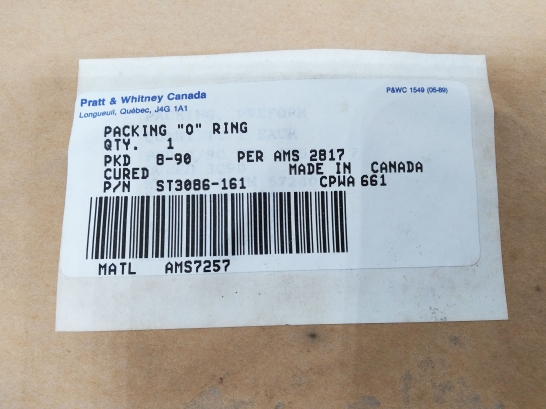 Pratt & Whitney Canada
Longueuil, Québec, J4G 1A1
P&WC 1549 (05-89)
PACKING "O" RING
QTY. 1
PKD 8-90 PER AMS 2817
CURED MADE IN CANADA
P/N ST3086-161 CPWA 661
MATL AMS7257